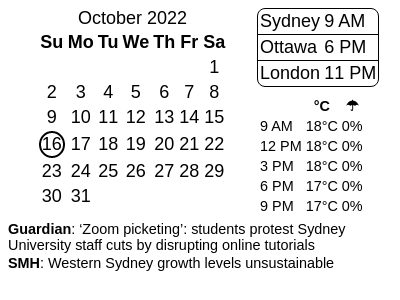 October 2022
Su Mo Tu We Th Fr Sa
1
2 3 4 5 6 7 8
9 10 11 12 13 14 15
16 17 18 19 20 21 22
23 24 25 26 27 28 29
30 31
Sydney 9 AM
Ottawa 6 PM
London 11 PM
°C ☂
9 AM 18°C 0%
12 PM 18°C 0%
3 PM 18°C 0%
6 PM 17°C 0%
9 PM 17°C 0%
Guardian: ‘Zoom picketing’: students protest Sydney
University staff cuts by disrupting online tutorials
SMH: Western Sydney growth levels unsustainable